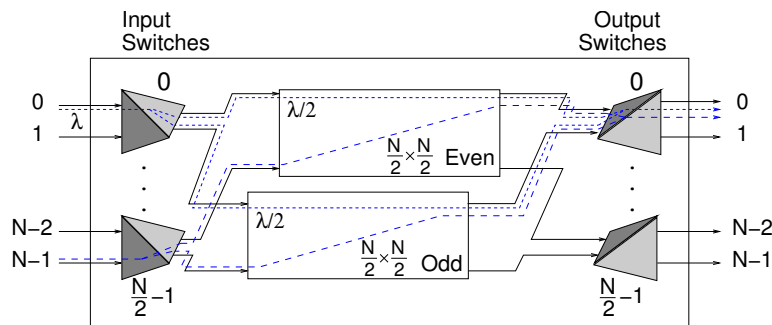 Input Switches
Output Switches
0
0
0
λ
1
λ/2
N/2 × N/2 Even
0
1
λ/2
N/2 × N/2 Odd
N−2
N−1
N/2 −1
N−2
N−1
N/2 −1